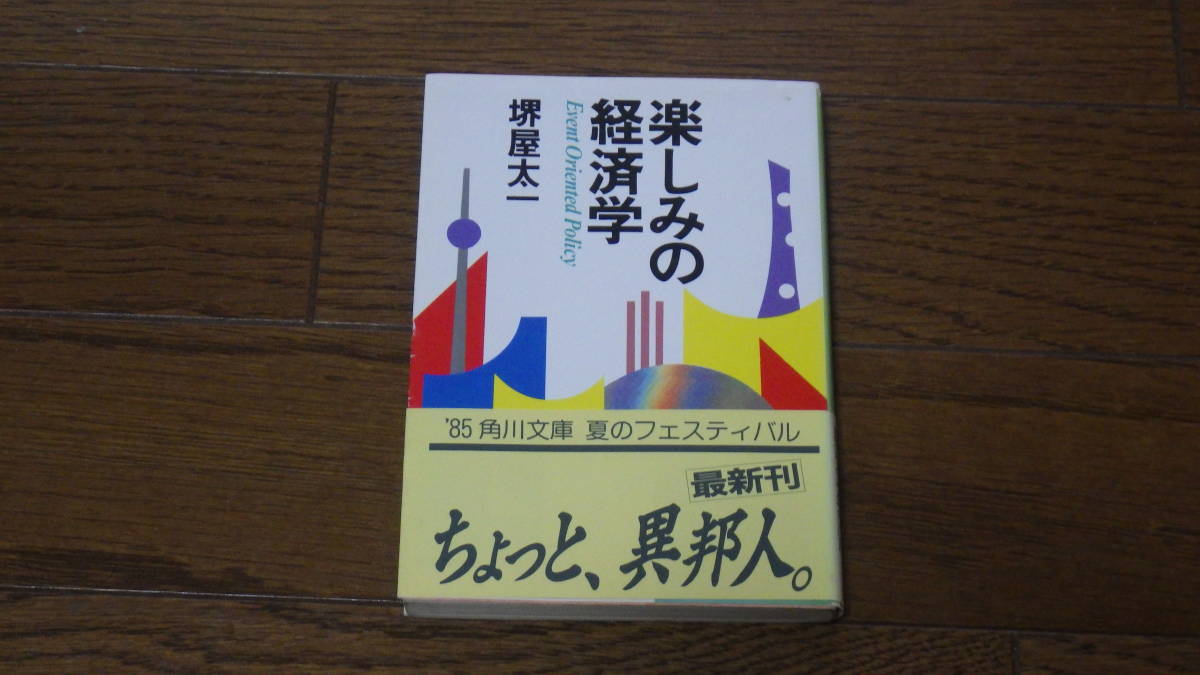 楽しみの
経済学
Event Oriented Policy
堺屋太一
'85 角川文庫 夏のフェスティバル
最新刊
ちょっと、異邦人。